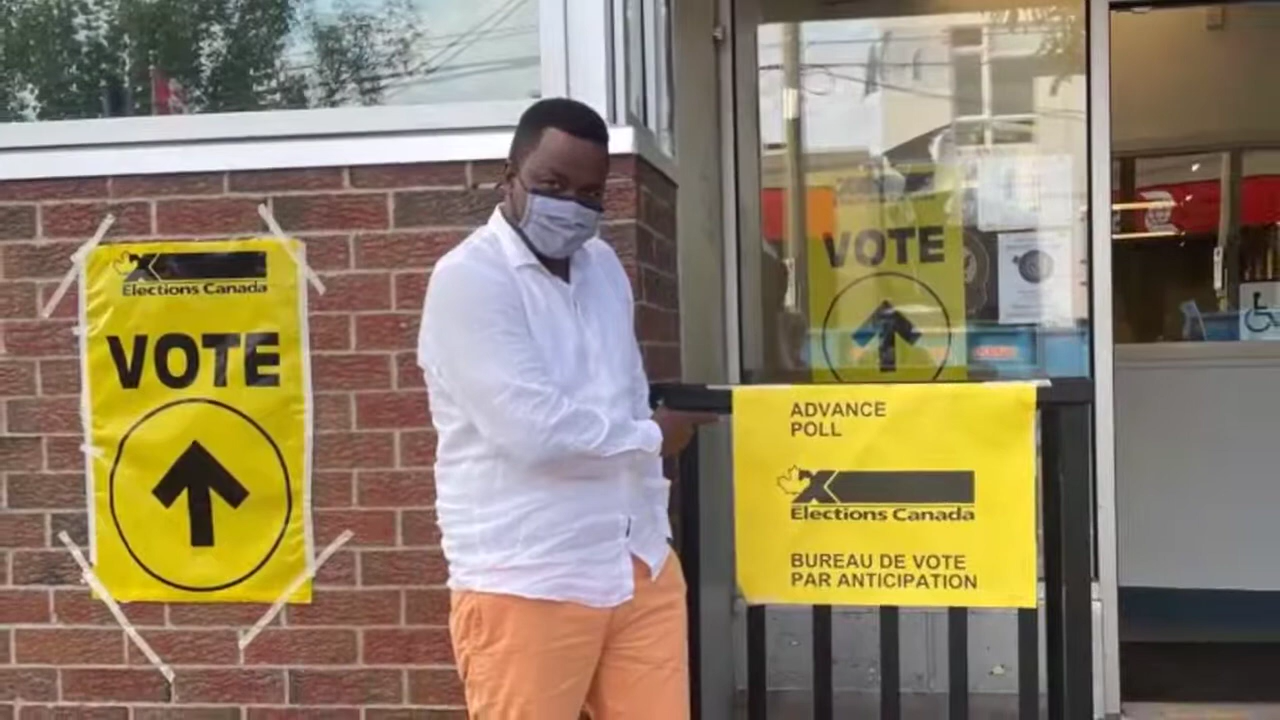 Elections Canada
VOTE
VOTE
ADVANCE
POLL
Elections Canada
BUREAU DE VOTE
PAR ANTICIPATION